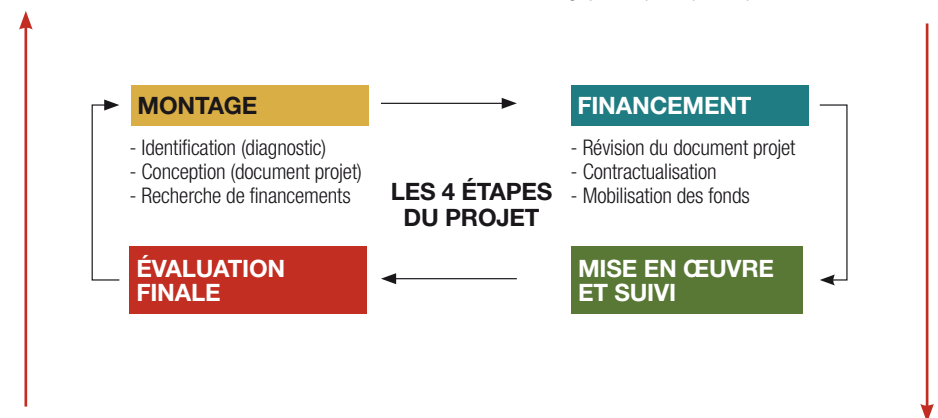 MONTAGE
- Identification (diagnostic)
- Conception (document projet)
- Recherche de financements
FINANCEMENT
- Révision du document projet
- Contractualisation
- Mobilisation des fonds
LES 4 ÉTAPES
DU PROJET
ÉVALUATION
FINALE
MISE EN ŒUVRE
ET SUIVI